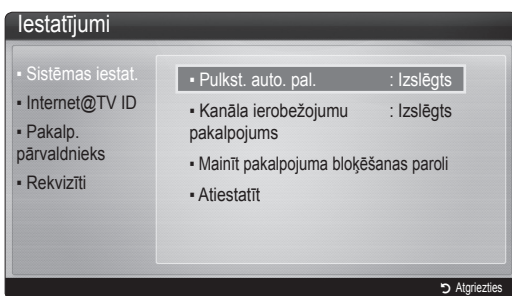 Iestatījumi
▪ Sistēmas iestat.
▪ Internet@TV ID
▪ Pakalp.
pārvaldnieks
▪ Rekvizīti
▪ Pulkst. auto. pal. : Izslēgts
▪ Kanāla ierobežojumu : Izslēgts
pakalpojums
▪ Mainīt pakalpojuma bloķēšanas paroli
▪ Atiestatīt
Atgriezties